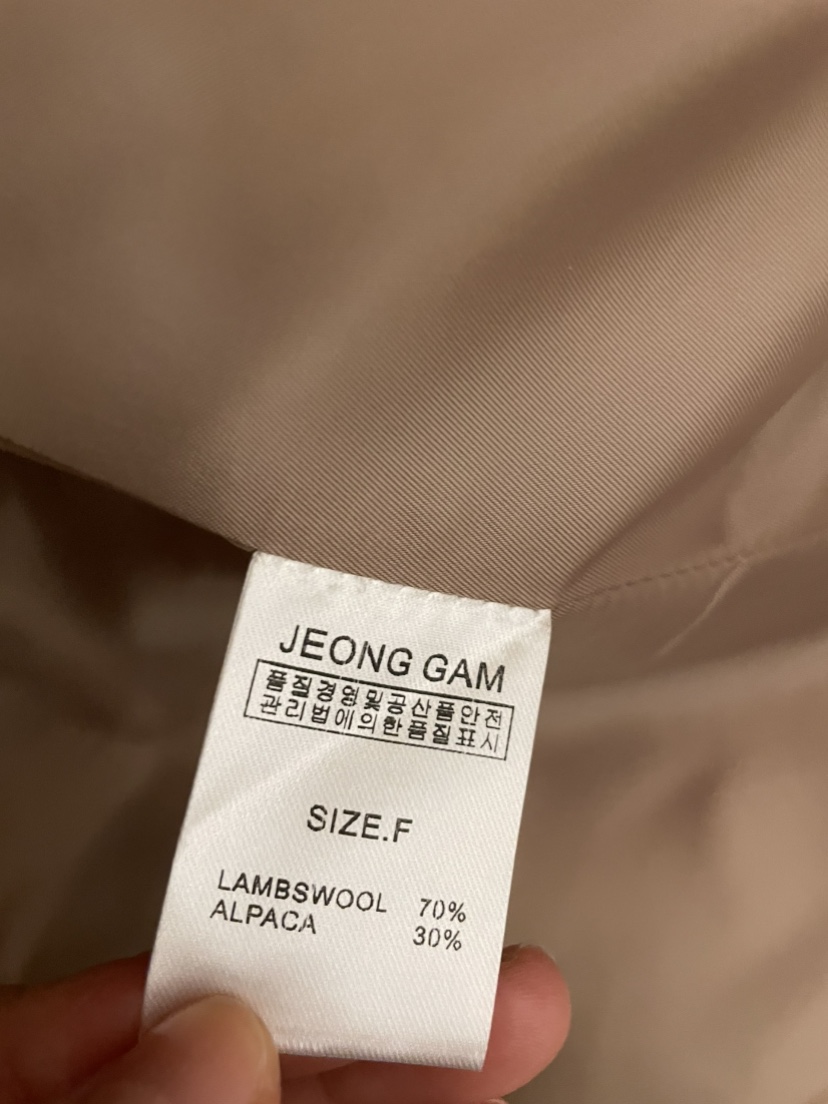 JEONG GAM
품질경영및공산품안전
관리법에의한품질표시
SIZE.F
LAMBSWOOL 70%
ALPACA 30%